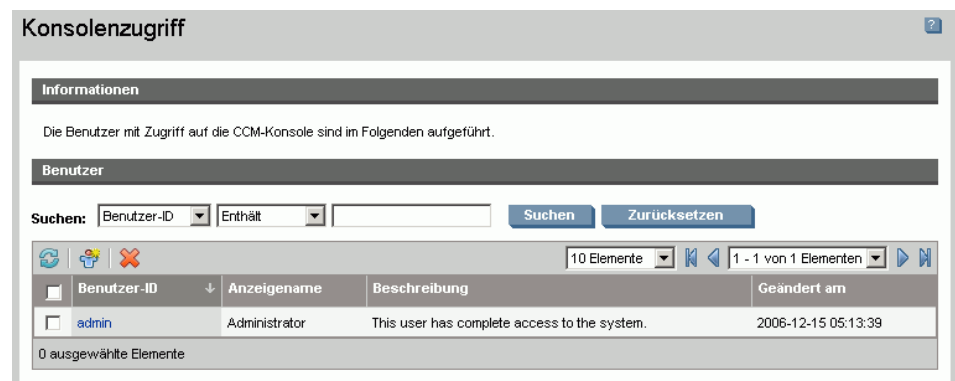 Konsolenzugriff
?
Informationen
Die Benutzer mit Zugriff auf die CCM-Konsole sind im Folgenden aufgeführt.
Benutzer
Suchen: Benutzer-ID Enthält Suchen Zurücksetzen
10 Elemente 1 - 1 von 1 Elementen
Benutzer-ID Anzeigename Beschreibung Geändert am
admin Administrator This user has complete access to the system. 2006-12-15 05:13:39
0 ausgewählte Elemente